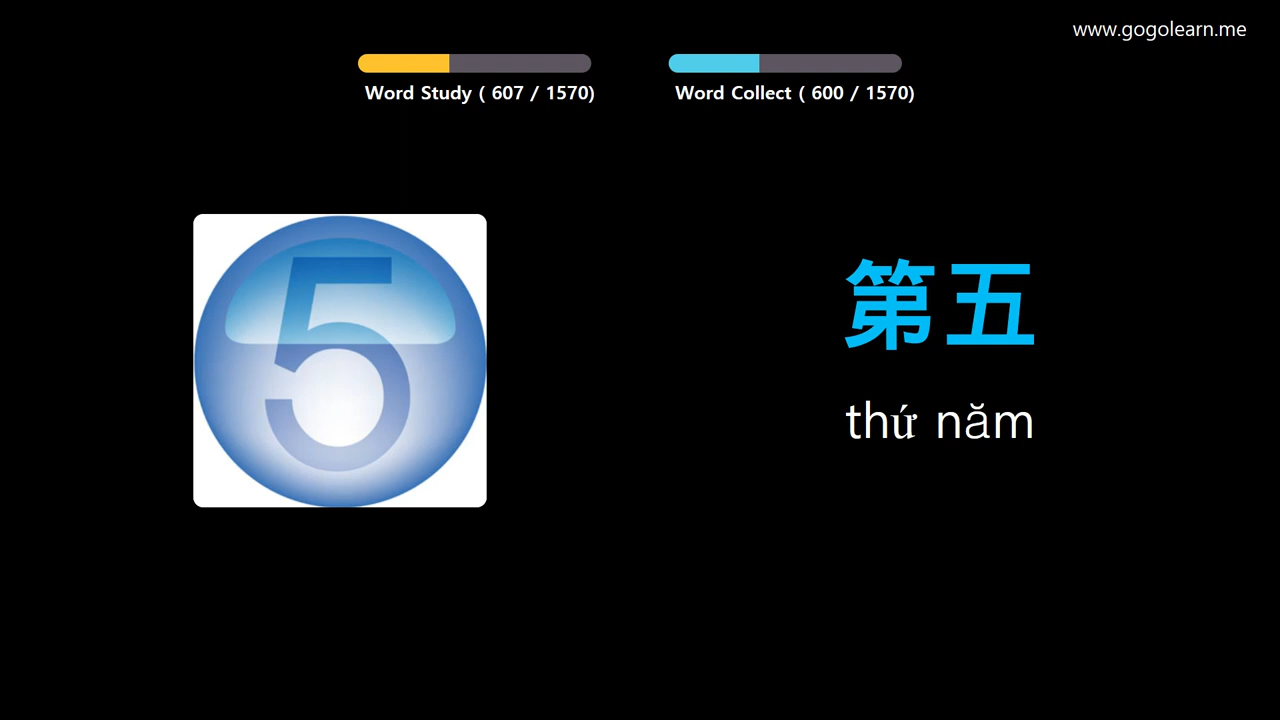 www.gogolearn.me
Word Study ( 607 / 1570)
Word Collect ( 600 / 1570)
5
第五
thứ năm